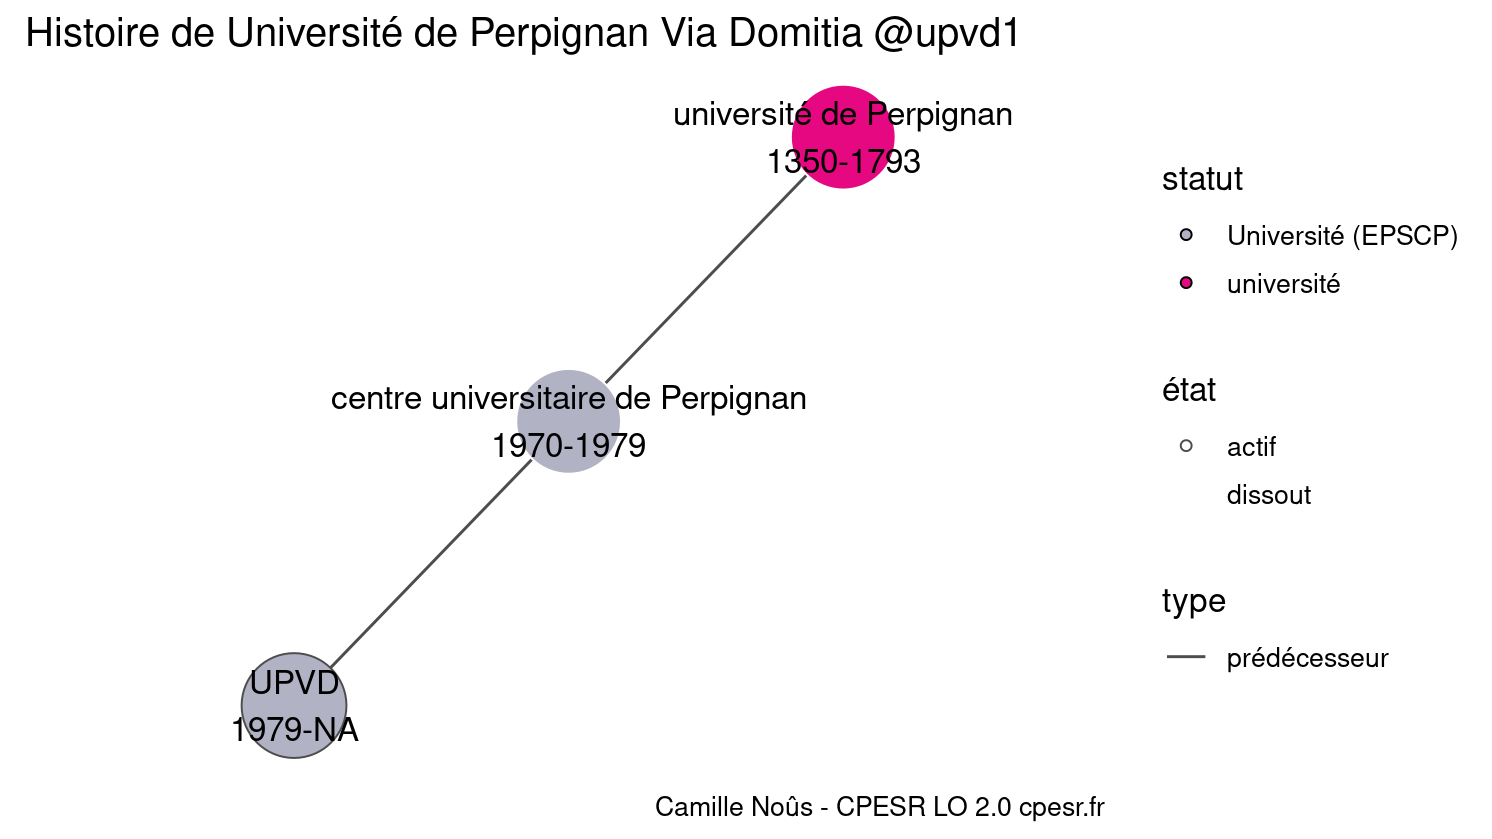 Histoire de Université de Perpignan Via Domitia @upvd1
université de Perpignan
1350-1793
centre universitaire de Perpignan
1970-1979
UPVD
1979-NA
statut
Université (EPSCP)
université
état
actif
dissout
type
prédécesseur
Camille Noûs - CPESR LO 2.0 cpesr.fr